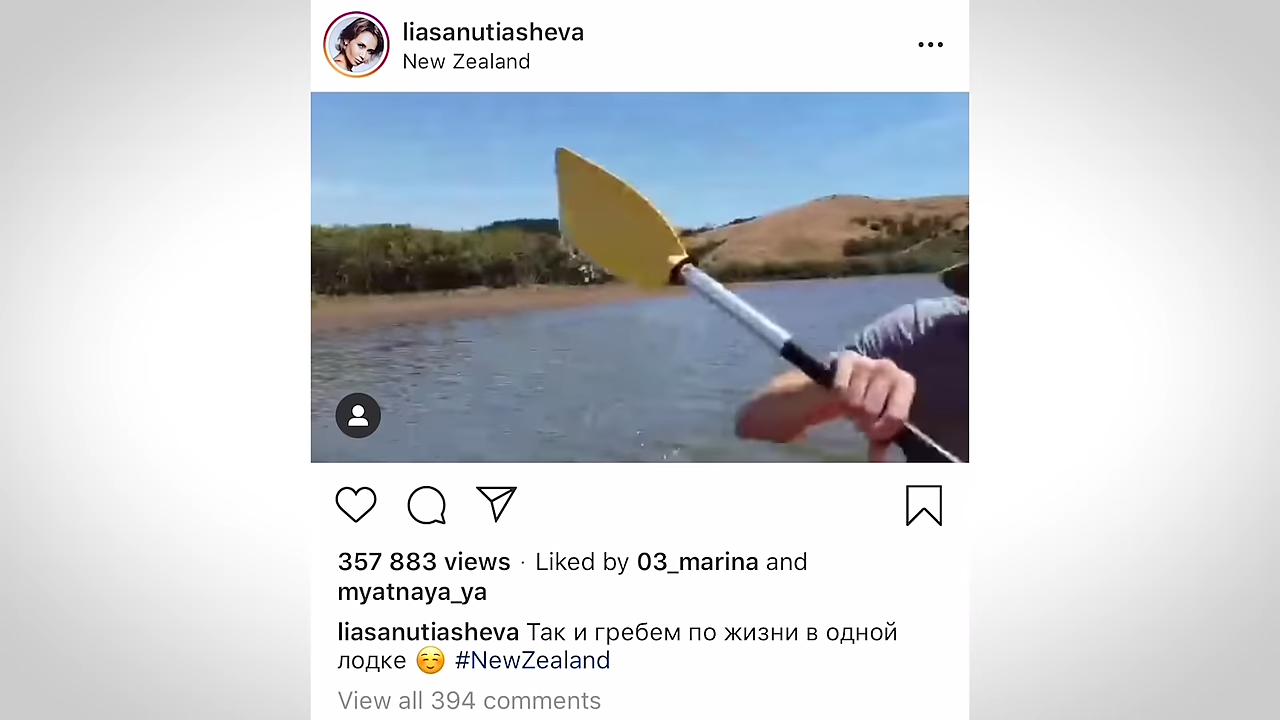 liasanutiasheva
New Zealand
357 883 views · Liked by 03_marina and
myatnaya_ya
liasanutiasheva Так и гребем по жизни в одной
лодке ☺️ #NewZealand
View all 394 comments